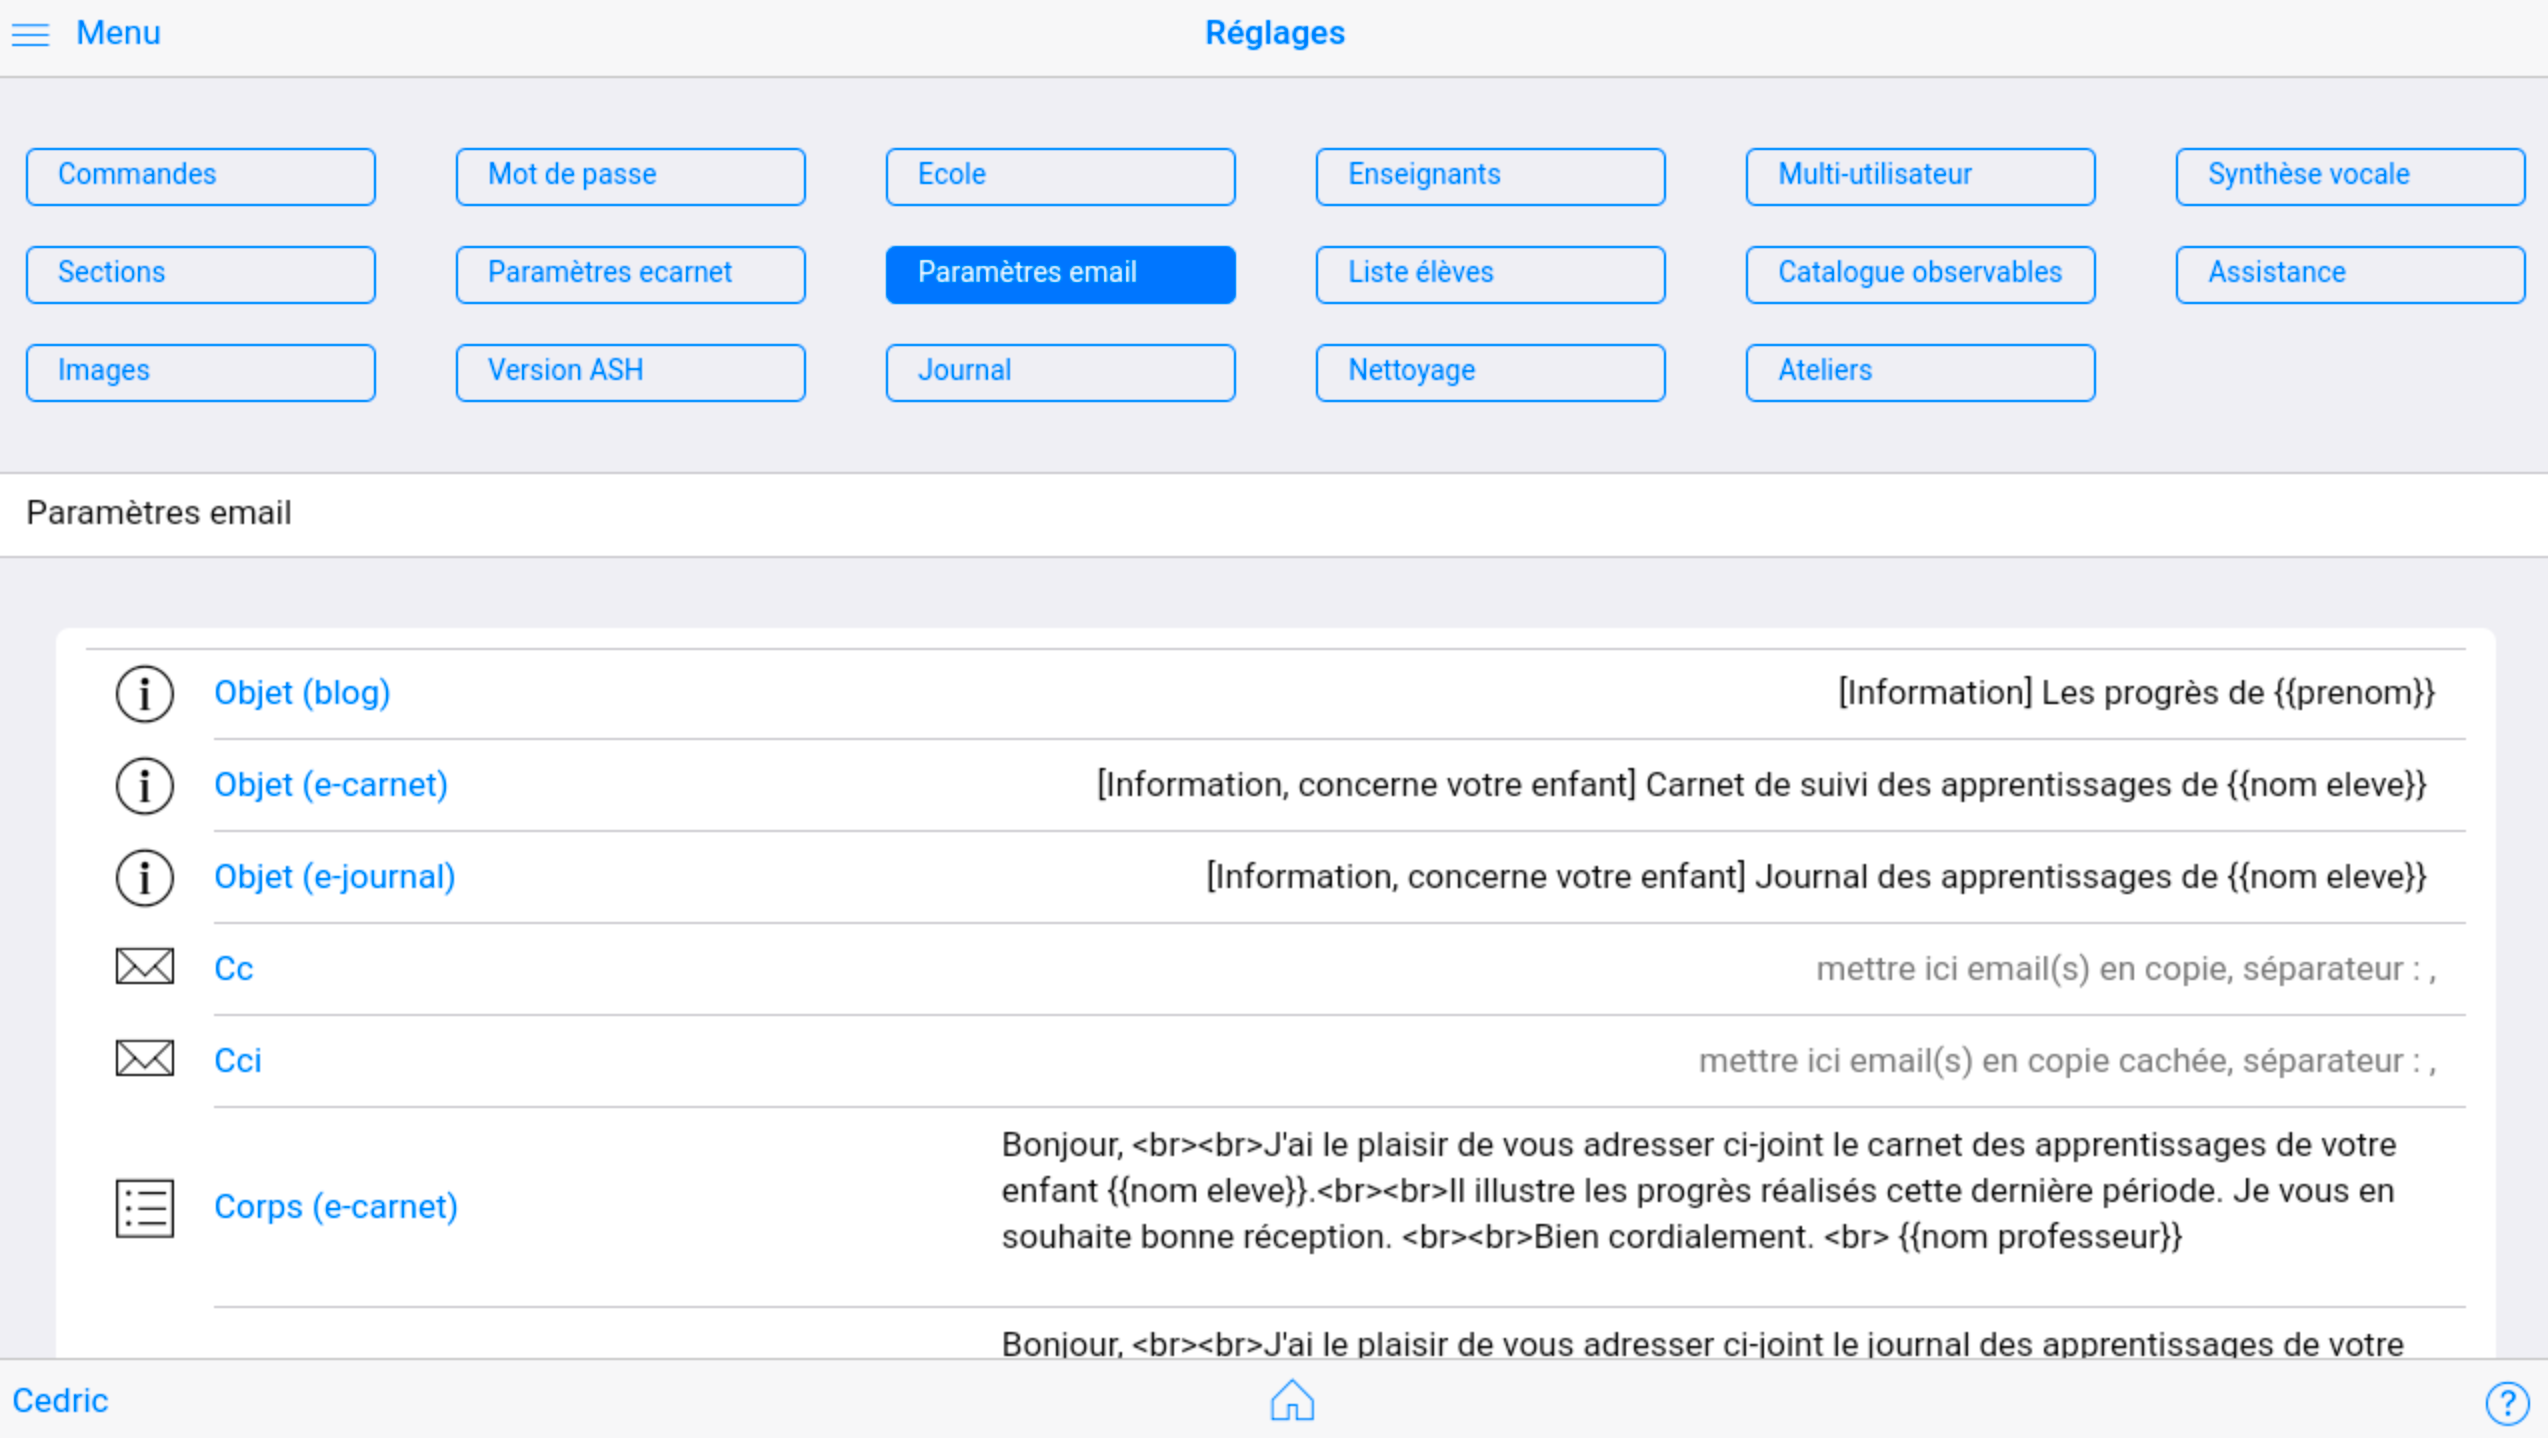 Menu
Réglages
Commandes
Mot de passe
Ecole
Enseignants
Multi-utilisateur
Synthèse vocale
Sections
Paramètres ecarnet
Paramètres email
Liste élèves
Catalogue observables
Assistance
Images
Version ASH
Journal
Nettoyage
Ateliers
Paramètres email
Objet (blog)
[Information] Les progrès de {{prenom}}
Objet (e-carnet)
[Information, concerne votre enfant] Carnet de suivi des apprentissages de {{nom eleve}}
Objet (e-journal)
[Information, concerne votre enfant] Journal des apprentissages de {{nom eleve}}
Cc
mettre ici email(s) en copie, séparateur : ,
Cci
mettre ici email(s) en copie cachée, séparateur : ,
Corps (e-carnet)
Bonjour, <br><br>J'ai le plaisir de vous adresser ci-joint le carnet des apprentissages de votre
enfant {{nom eleve}}.<br><br>Il illustre les progrès réalisés cette dernière période. Je vous en
souhaite bonne réception. <br><br>Bien cordialement. <br> {{nom professeur}}
Bonjour, <br><br>J'ai le plaisir de vous adresser ci-joint le journal des apprentissages de votre
Cedric
?